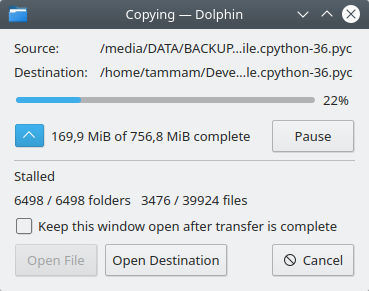 Copying — Dolphin
Source: /media/DATA/BACKUP...ile.cpython-36.pyc
Destination: /home/tammam/Deve...le.cpython-36.pyc
22%
169,9 MiB of 756,8 MiB complete Pause
Stalled
6498 / 6498 folders 3476 / 39924 files
Keep this window open after transfer is complete
Open File Open Destination Cancel